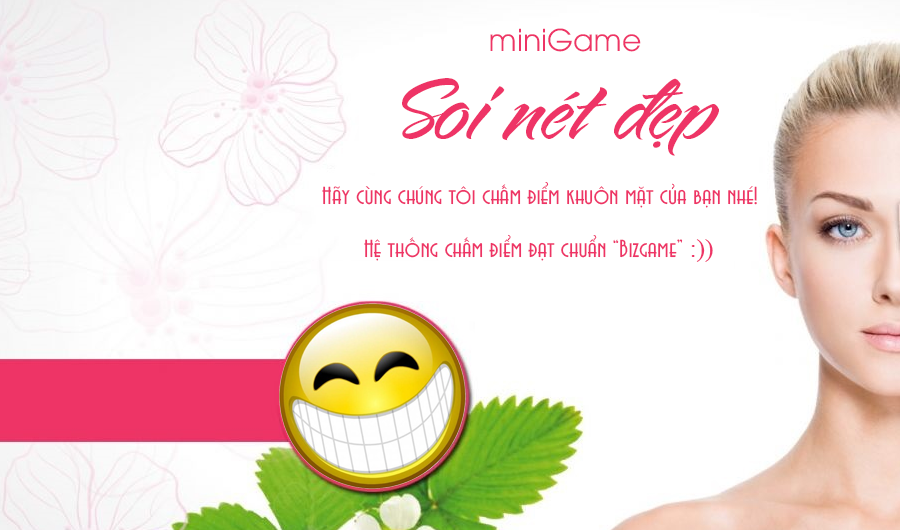 miniGame
Soi nét đẹp
Hãy cùng chúng tôi chấm điểm khuôn mặt của bạn nhé!
Hệ thống chấm điểm đạt chuẩn "Bizgame" :))